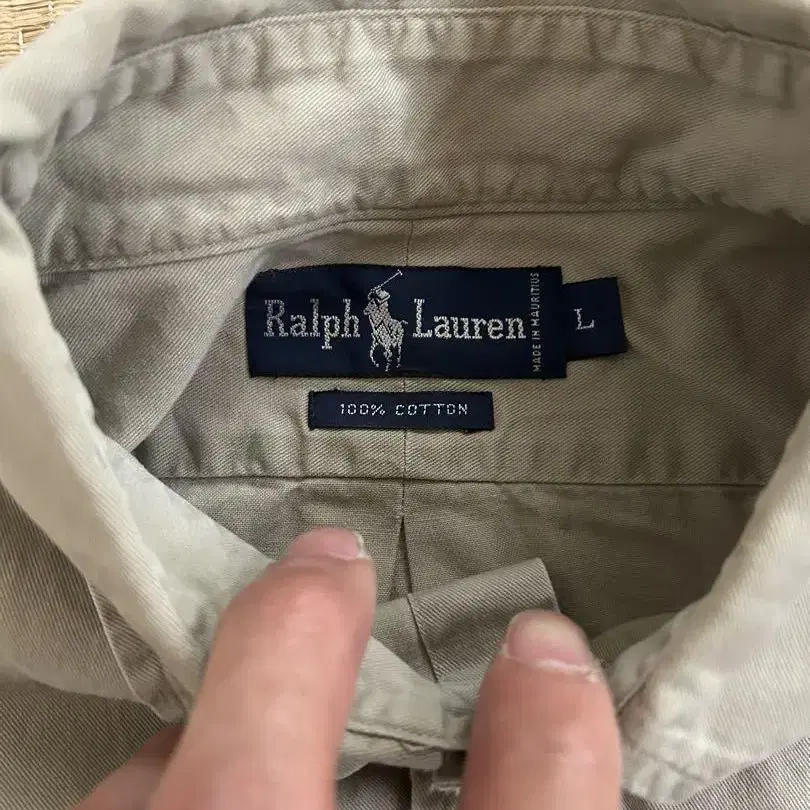 Ralph Lauren
MADE IN MAURITIUS
L
100% COTTON